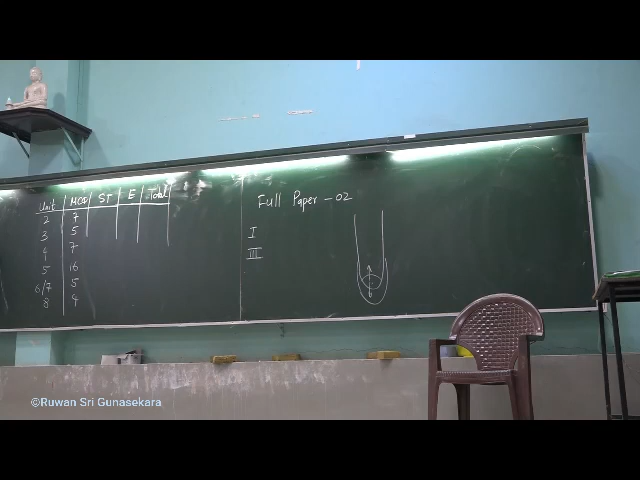 Unit MCQ ST E Total
2 7
3 5
4 7
5 16
6/7 5
8 4
Full Paper - 02
I
III
©Ruwan Sri Gunasekara